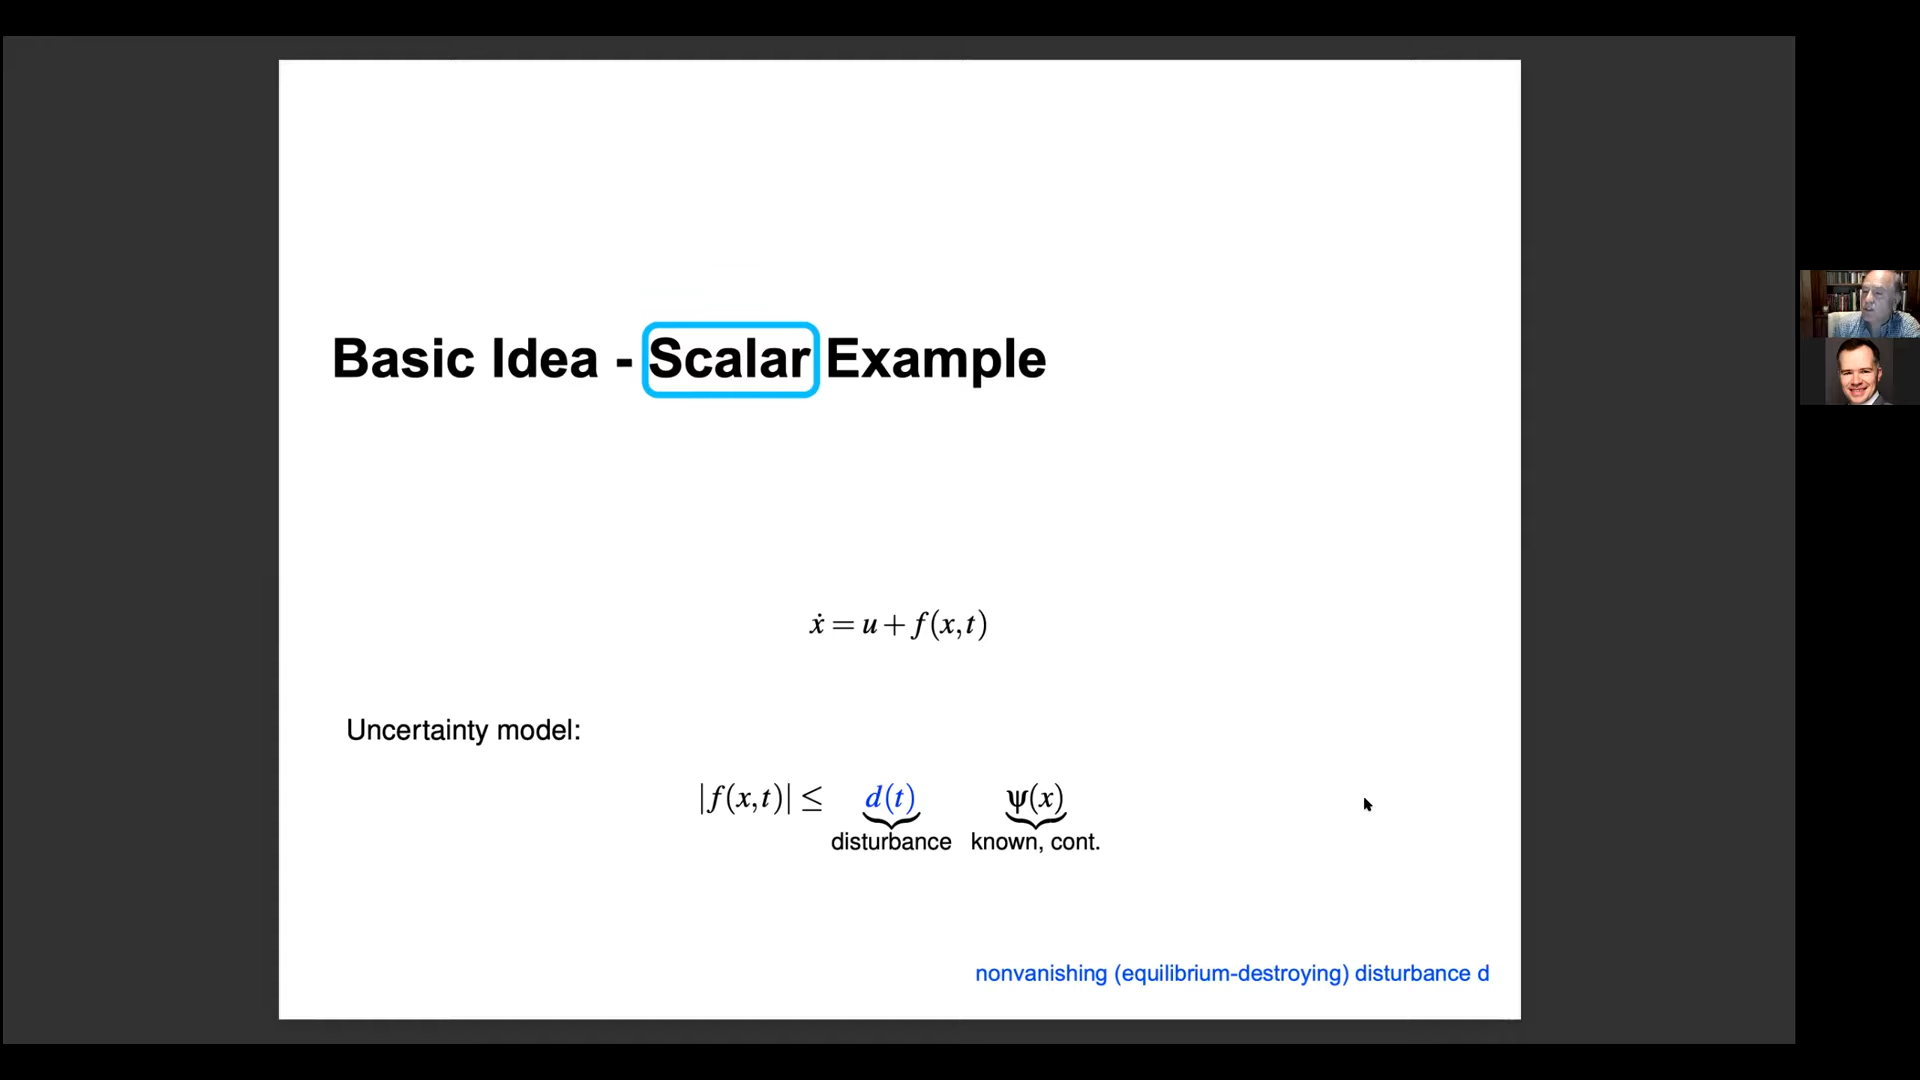 Basic Idea - Scalar Example
ẋ = u + f(x,t)
Uncertainty model:
|f(x,t)| ≤ d(t) ψ(x)
disturbance known, cont.
nonvanishing (equilibrium-destroying) disturbance d